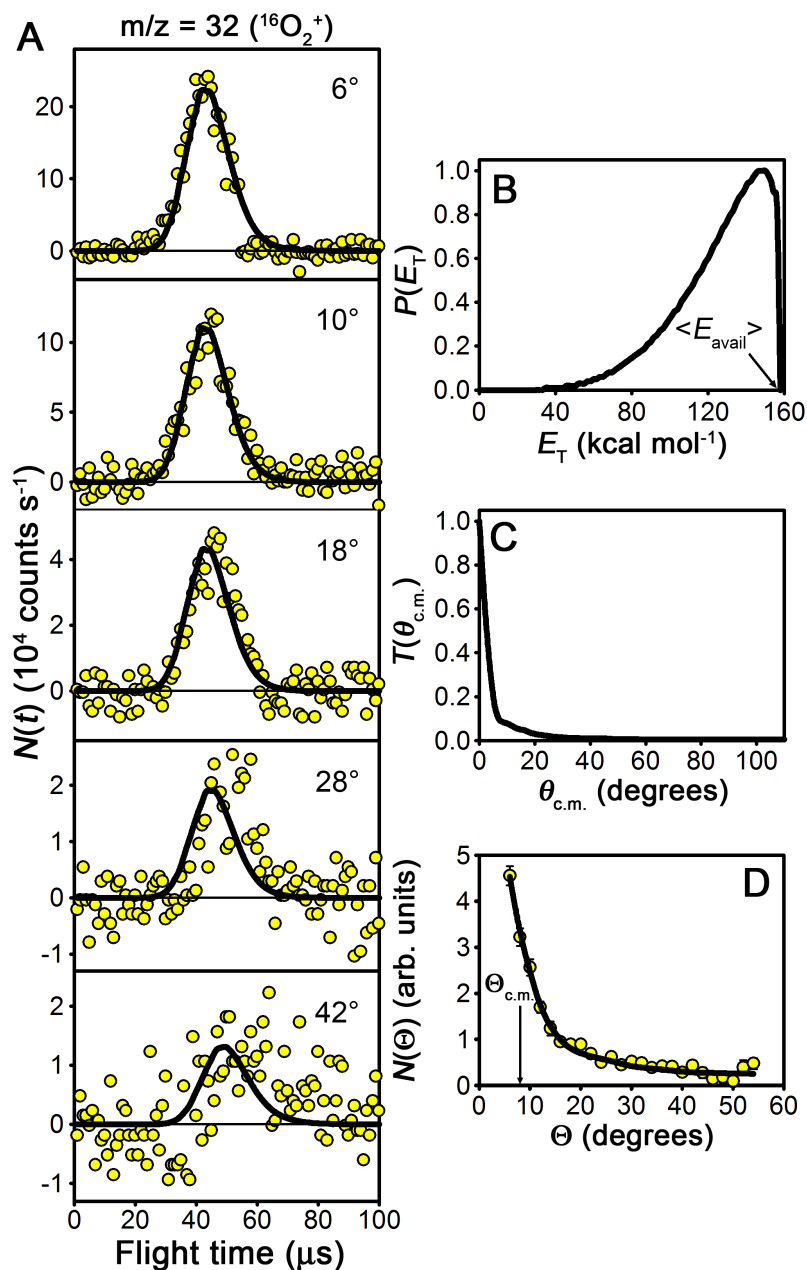 A
m/z = 32 (¹⁶O₂⁺)
6°
20
10
0
10°
10
5
0
18°
4
2
0
28°
2
1
0
-1
42°
2
1
0
-1
0 20 40 60 80 100
Flight time (μs)
N(t) (10⁴ counts s⁻¹)
B
1.0
0.8
0.6
0.4
0.2
0.0
<E_avail>
0 40 80 120 160
E_T (kcal mol⁻¹)
P(E_T)
C
1.0
0.8
0.6
0.4
0.2
0.0
0 20 40 60 80 100
θ_c.m. (degrees)
T(θ_c.m.)
D
5
4
3
2
1
0
Θ_c.m.
0 10 20 30 40 50 60
Θ (degrees)
N(Θ) (arb. units)